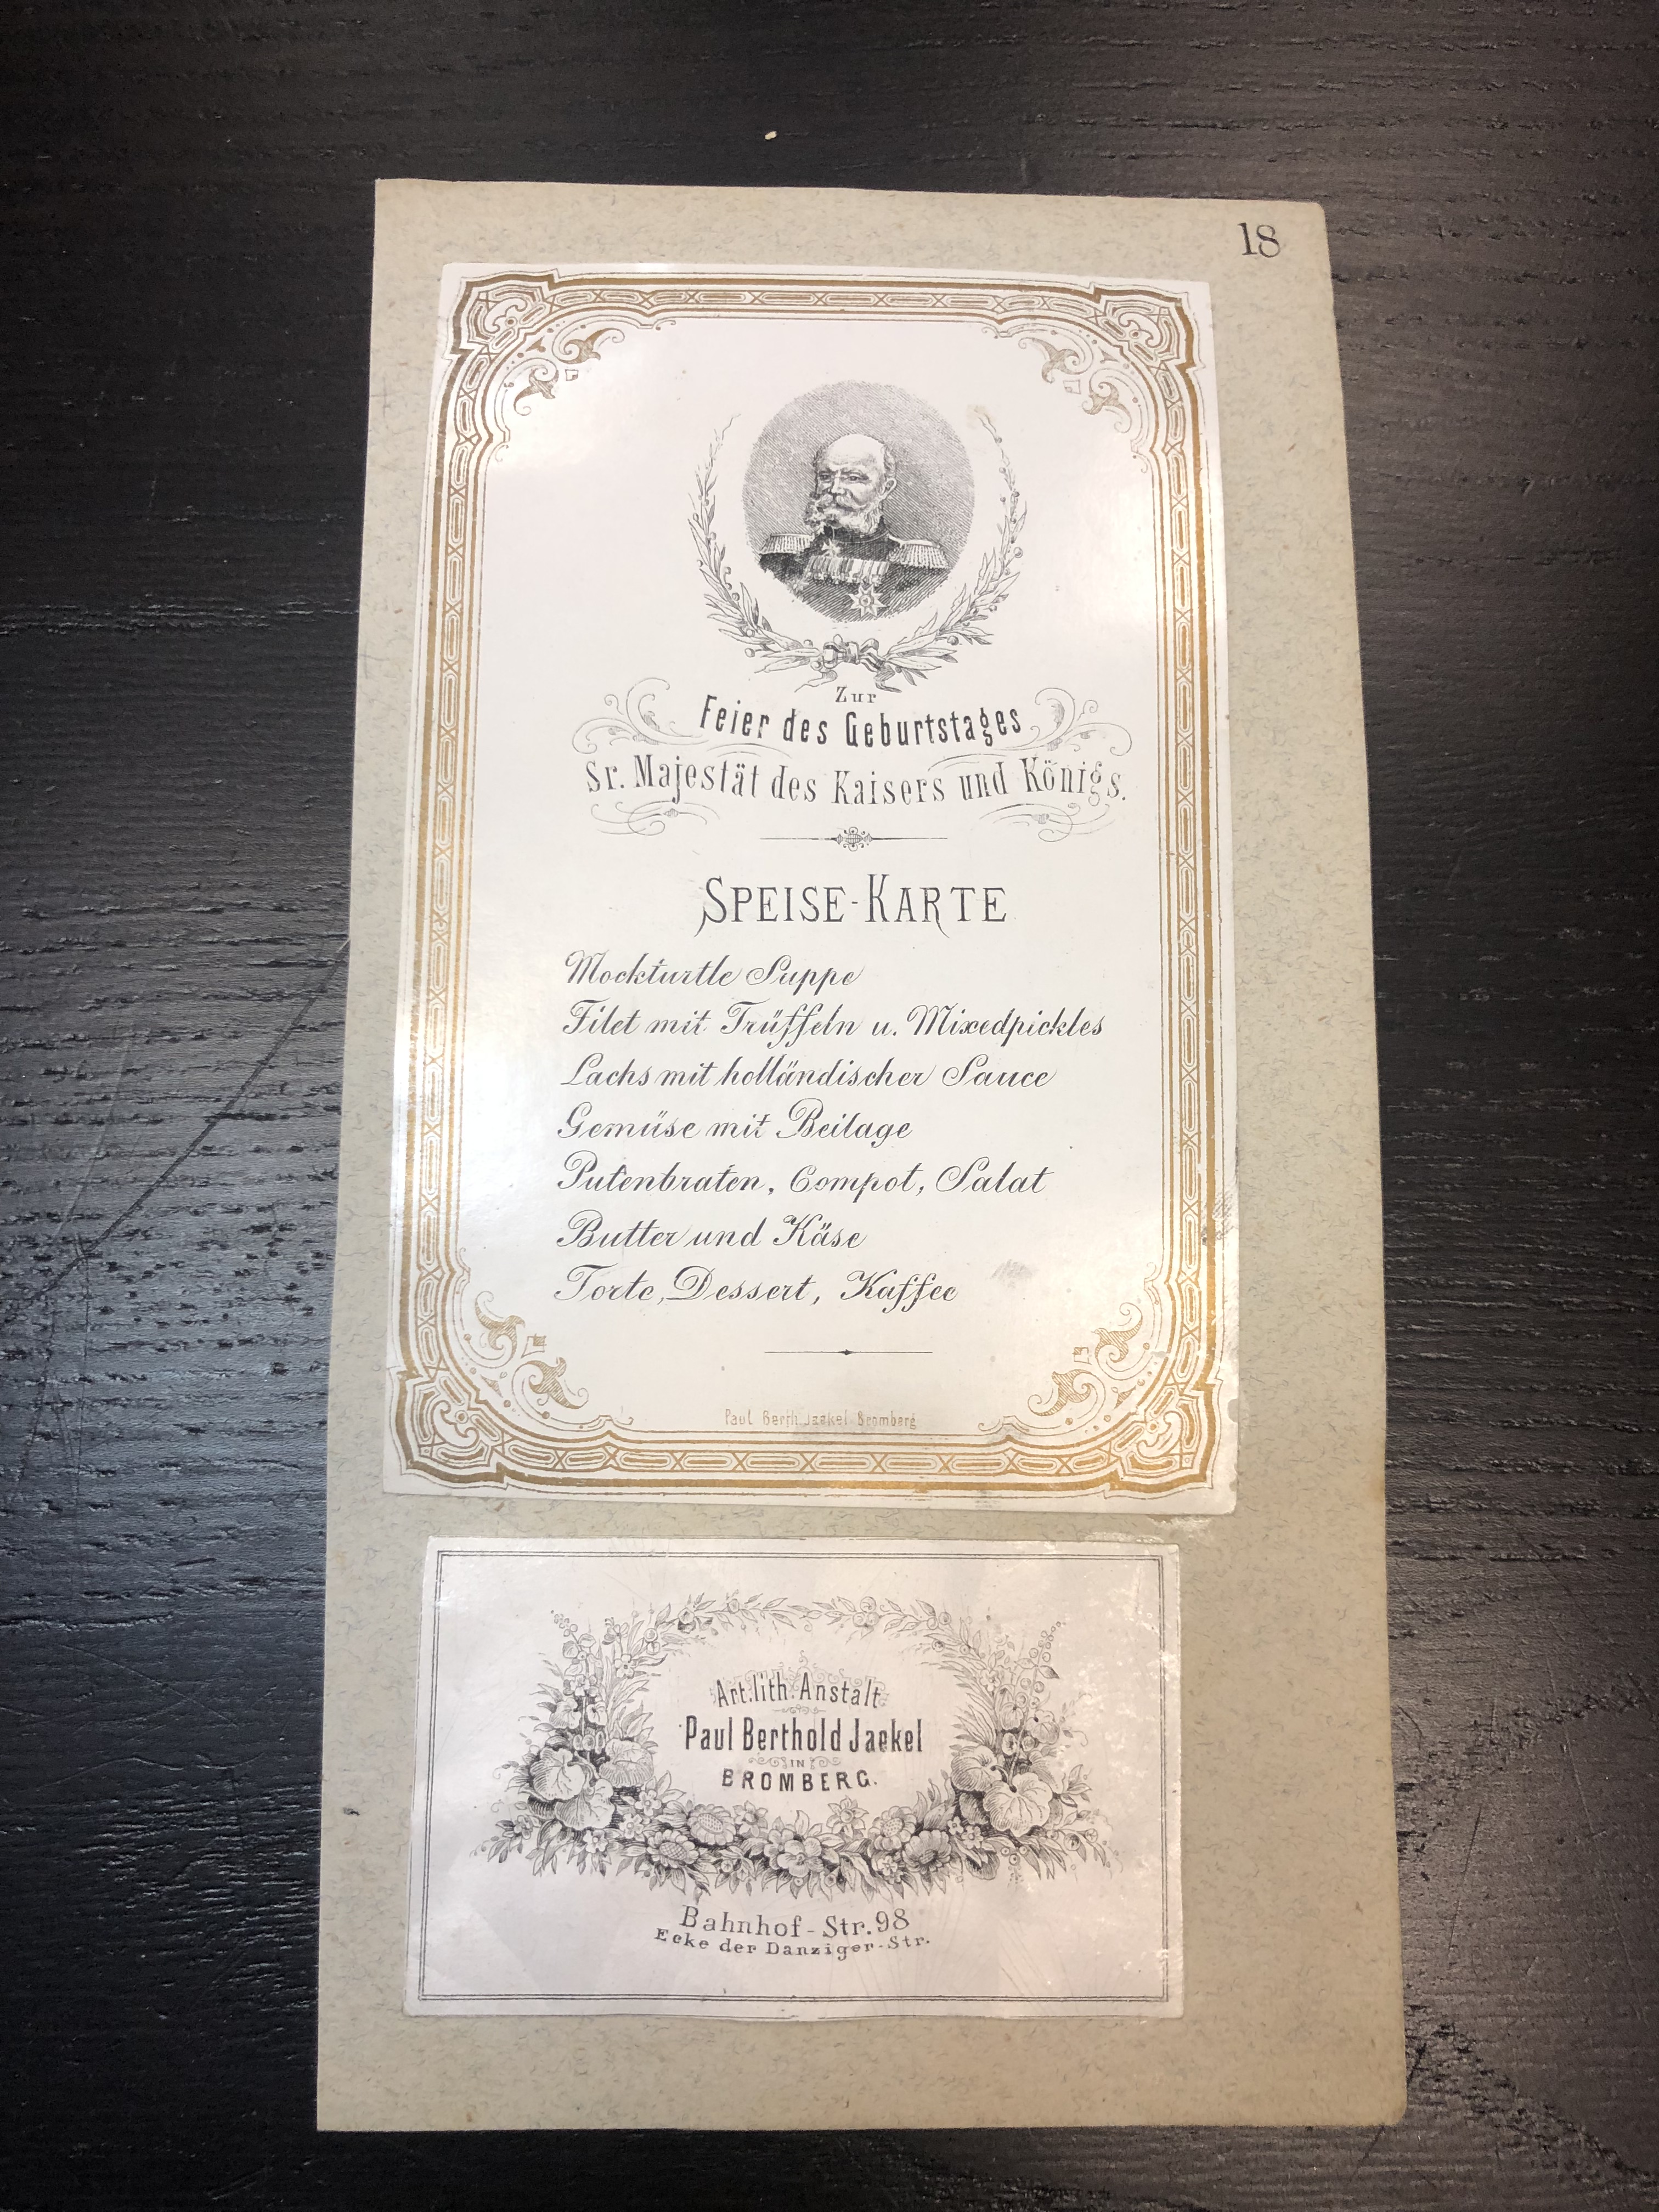 18
Zur
Feier des Geburtstages
Sr. Majestät des Kaisers und Königs.
SPEISE-KARTE
Mockturtle Suppe
Filet mit Trüffeln u. Mixedpickles
Lachs mit holländischer Sauce
Gemüse mit Beilage
Putenbraten, Compot, Salat
Butter und Käse
Torte, Dessert, Kaffee
Paul Berth. Jaekel Bromberg
Art. lith. Anstalt
Paul Berthold Jaekel
IN
BROMBERG.
Bahnhof-Str. 98
Ecke der Danziger-Str.